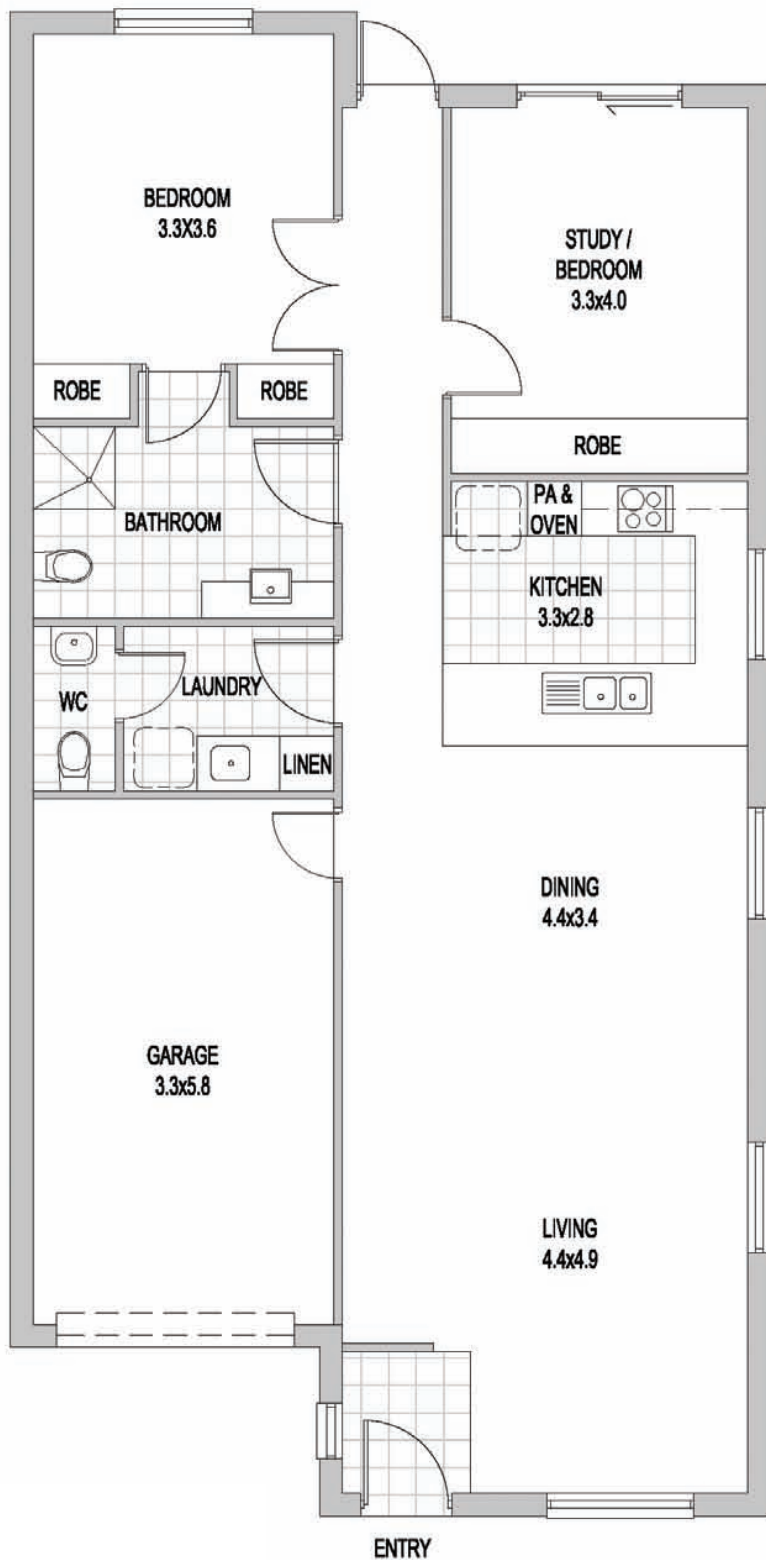 BEDROOM
3.3X3.6
STUDY /
BEDROOM
3.3x4.0
ROBE
ROBE
ROBE
BATHROOM
PA &
OVEN
KITCHEN
3.3x2.8
WC
LAUNDRY
LINEN
DINING
4.4x3.4
GARAGE
3.3x5.8
LIVING
4.4x4.9
ENTRY